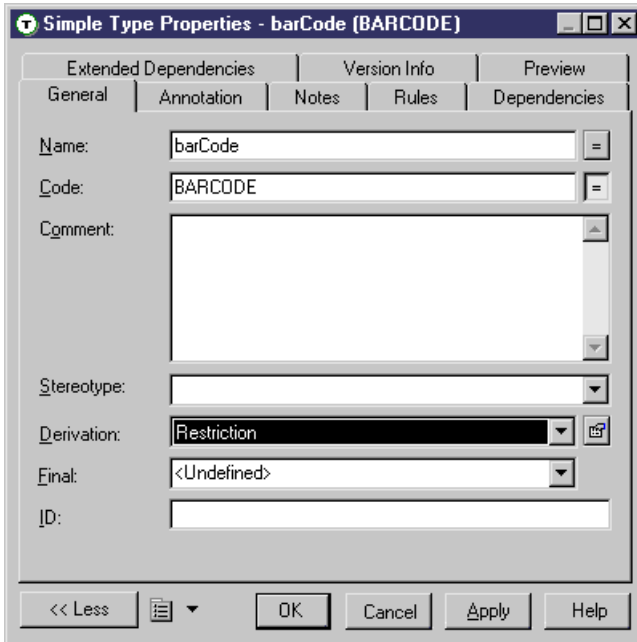 Simple Type Properties - barCode (BARCODE)
Extended Dependencies Version Info Preview
General Annotation Notes Rules Dependencies
Name: barCode =
Code: BARCODE =
Comment:
Stereotype:
Derivation: Restriction
Final: <Undefined>
ID:
<< Less OK Cancel Apply Help